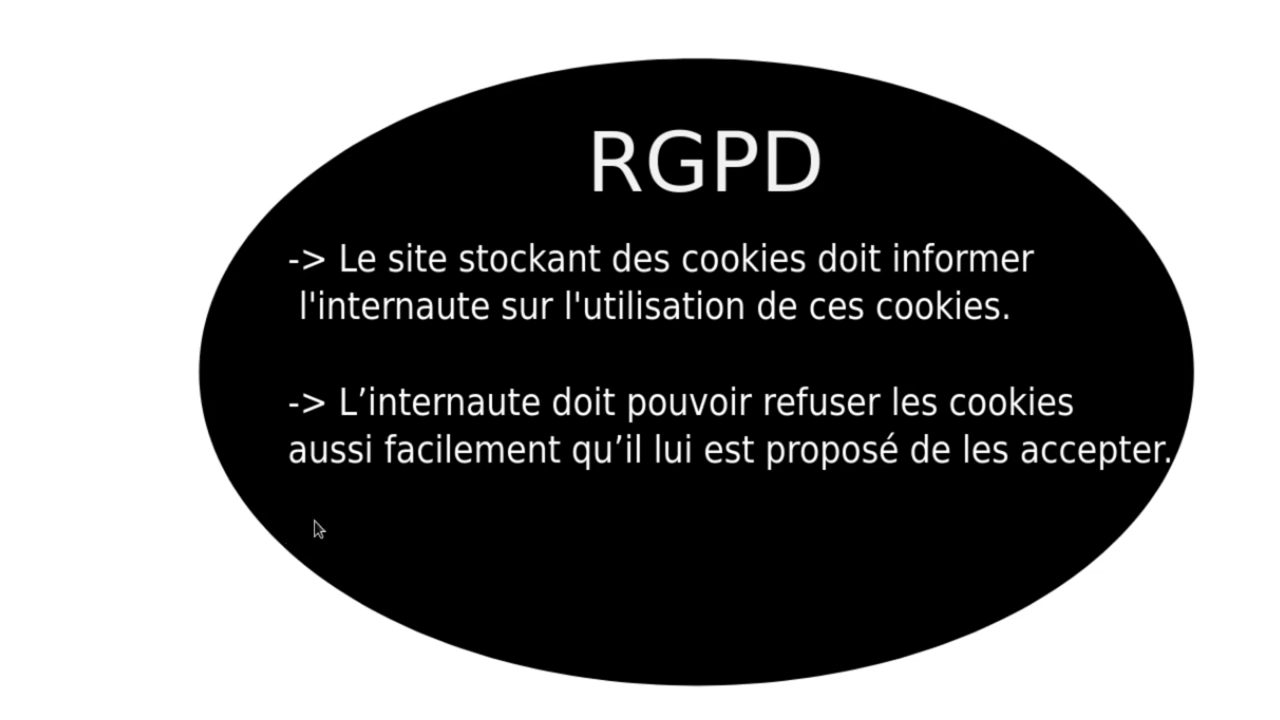 RGPD
-> Le site stockant des cookies doit informer
l'internaute sur l'utilisation de ces cookies.
-> L’internaute doit pouvoir refuser les cookies
aussi facilement qu’il lui est proposé de les accepter.